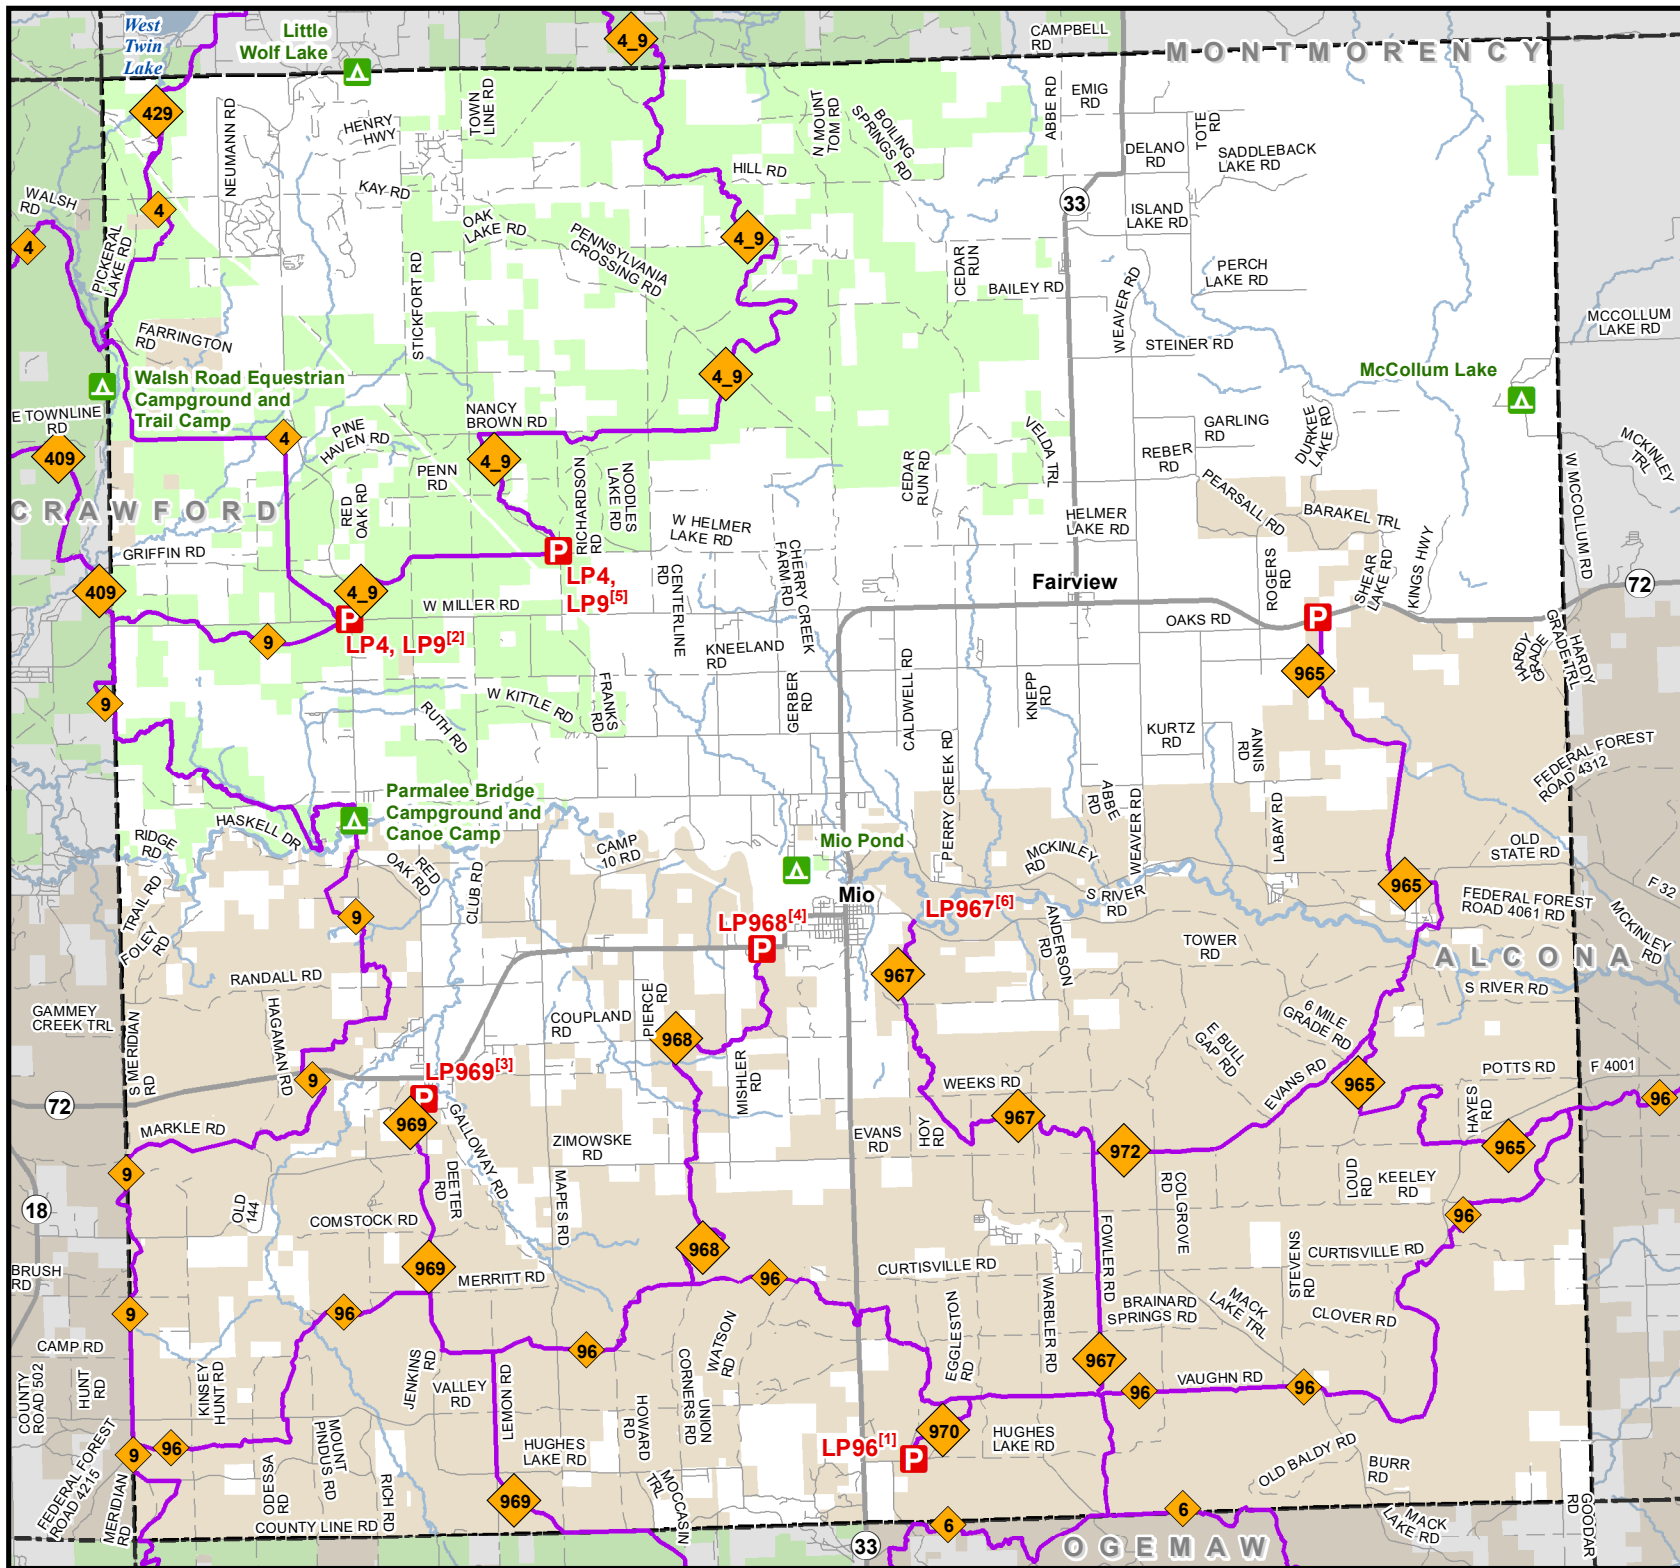 West
Twin
Lake
Little
Wolf Lake
4_9
CAMPBELL
RD
MONTMORENCY
429
NEUMANN RD
HENRY
HWY
TOWN
LINE RD
N MOUNT
TOM RD
BOILING
SPRINGS RD
ABBE RD
EMIG
RD
TOTE
RD
DELANO
RD
SADDLEBACK
LAKE RD
HILL RD
KAY RD
WALSH
RD
4
4
PICKERAL
LAKE RD
OAK
LAKE RD
PENNSYLVANIA
CROSSING RD
4_9
33
ISLAND
LAKE RD
STICKFORT RD
CEDAR
RUN
BAILEY RD
WEAVER RD
PERCH
LAKE RD
FARRINGTON
RD
STEINER RD
MCCOLLUM
LAKE RD
McCollum Lake
Walsh Road Equestrian
Campground and
Trail Camp
4_9
E TOWNLINE
RD
409
4
PINE
HAVEN RD
NANCY
BROWN RD
4_9
PENN
RD
RED
OAK RD
RICHARDSON
RD
NOODLES
LAKE RD
CEDAR
RUN RD
VELDA TRL
GARLING
RD
DURKEE
LAKE RD
REBER
RD
PEARSALL RD
BARAKEL TRL
MCKINLEY
TRL
W MCCOLLUM RD
CRAWFORD
GRIFFIN RD
W HELMER
LAKE RD
HELMER
LAKE RD
CHERRY CREEK
FARM RD
CENTERLINE
RD
P
LP4,
LP9[5]
Fairview
ROGERS
RD
SHEAR
LAKE RD
KINGS HWY
72
409
4_9
W MILLER RD
P
LP4, LP9[2]
9
OAKS RD
P
HARDY
GRADE
HARDY
GRADE TRL
KNEELAND
RD
965
9
W KITTLE RD
FRANKS
RD
GERBER
RD
CALDWELL RD
KNEPP
RD
RUTH RD
KURTZ
RD
ANNIS
RD
PERRY CREEK RD
FEDERAL FOREST
ROAD 4312
Parmalee Bridge
Campground and
Canoe Camp
HASKELL DR
RIDGE
RD
CAMP
10 RD
Mio Pond
ABBE
RD
WEAVER RD
LABAY RD
MCKINLEY
RD
OLD
STATE RD
RED
OAK RD
CLUB RD
Mio
S RIVER
RD
965
FEDERAL FOREST
ROAD 4061 RD
F 32
MCKINLEY
RD
TRAIL RD
FOLEY
RD
9
LP968[4]
P
LP967[6]
ANDERSON
RD
TOWER
RD
ALCONA
RANDALL RD
967
S RIVER RD
GAMMEY
CREEK TRL
S MERIDIAN
RD
HAGAMAN RD
COUPLAND
RD
PIERCE
RD
968
6 MILE
GRADE RD
E BULL
GAP RD
MISHLER
RD
POTTS RD
F 4001
72
9
LP969[3]
P
WEEKS RD
965
EVANS RD
96
MARKLE RD
969
GALLOWAY RD
ZIMOWSKE
RD
EVANS
RD
HOY
RD
967
972
HAYES
RD
965
9
DEETER
RD
MAPES RD
COLGROVE
RD
LOUD
RD
KEELEY
RD
18
OLD
144
COMSTOCK RD
96
968
FOWLER RD
CURTISVILLE RD
BRUSH
RD
969
MERRITT RD
96
CURTISVILLE RD
STEVENS
RD
WARBLER RD
9
96
EGGLESTON
RD
BRAINARD
SPRINGS RD
MACK
LAKE TRL
CLOVER RD
CAMP RD
COUNTY
ROAD 502
HUNT
RD
KINSEY
HUNT RD
JENKINS
RD
VALLEY
RD
LEMON RD
96
WATSON
RD
CORNERS RD
UNION
967
96
VAUGHN RD
96
HOWARD
RD
970
LP96[1]
P
HUGHES
LAKE RD
FEDERAL FOREST
ROAD 4215
9
96
MOUNT
PINDUS RD
ODESSA
RD
RICH RD
HUGHES
LAKE RD
MOCCASIN
TRL
OLD BALDY RD
BURR
RD
MERIDIAN
RD
969
COUNTY LINE RD
6
6
MACK
LAKE RD
GOODAR
RD
33
OGEMAW